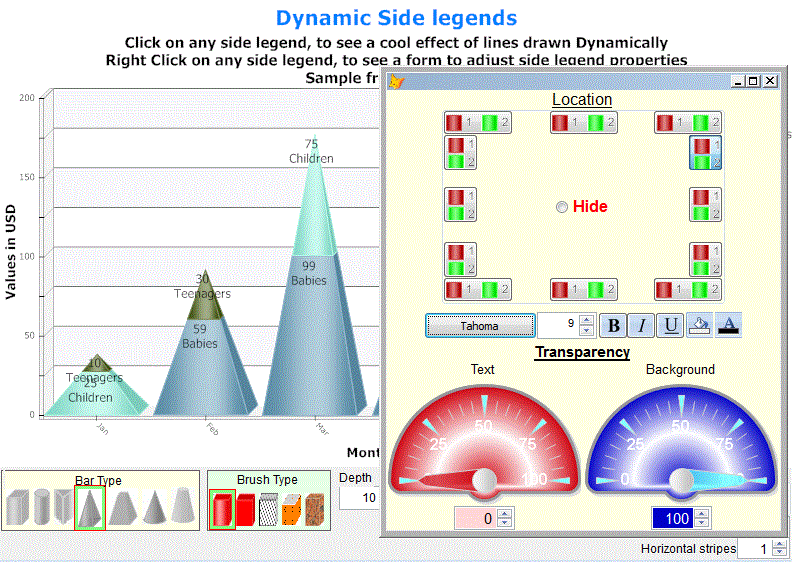 Dynamic Side legends
Click on any side legend, to see a cool effect of lines drawn Dynamically
Right Click on any side legend, to see a form to adjust side legend properties
Sample fr
200
150
100
50
0
Values in USD
75
Children
99
Babies
30
Teenagers
59
Babies
10
Teenagers
25
Children
Jan
Feb
Mar
Mont
Location
1 2
1 2
1 2
1
2
1
2
1
2
Hide
1
2
1
2
1
2
1 2
1 2
1 2
Tahoma
9
B I U A
Transparency
Text
Background
0 25 50 75 100
0 25 50 75 100
0
100
Bar Type
Brush Type
Depth
10
Horizontal stripes
1